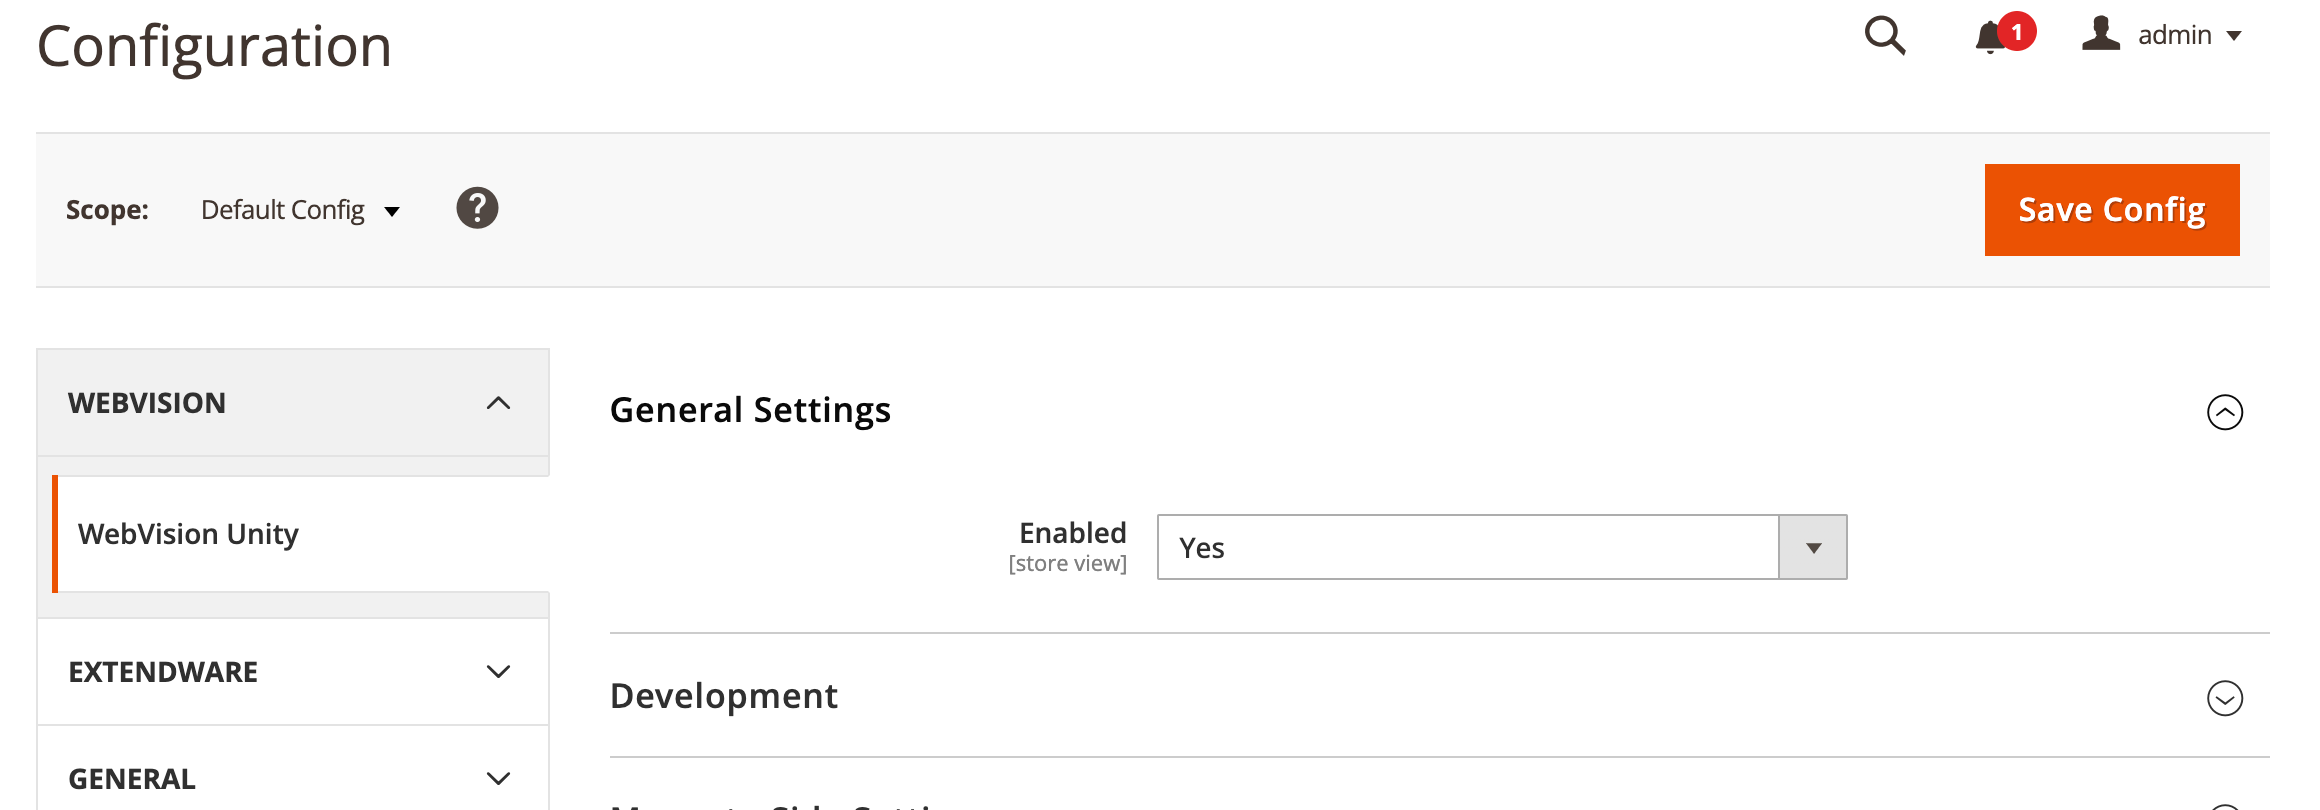 Configuration
1
admin
Scope: Default Config ?
Save Config
WEBVISION
WebVision Unity
EXTENDWARE
GENERAL
General Settings
Enabled
[store view]
Yes
Development